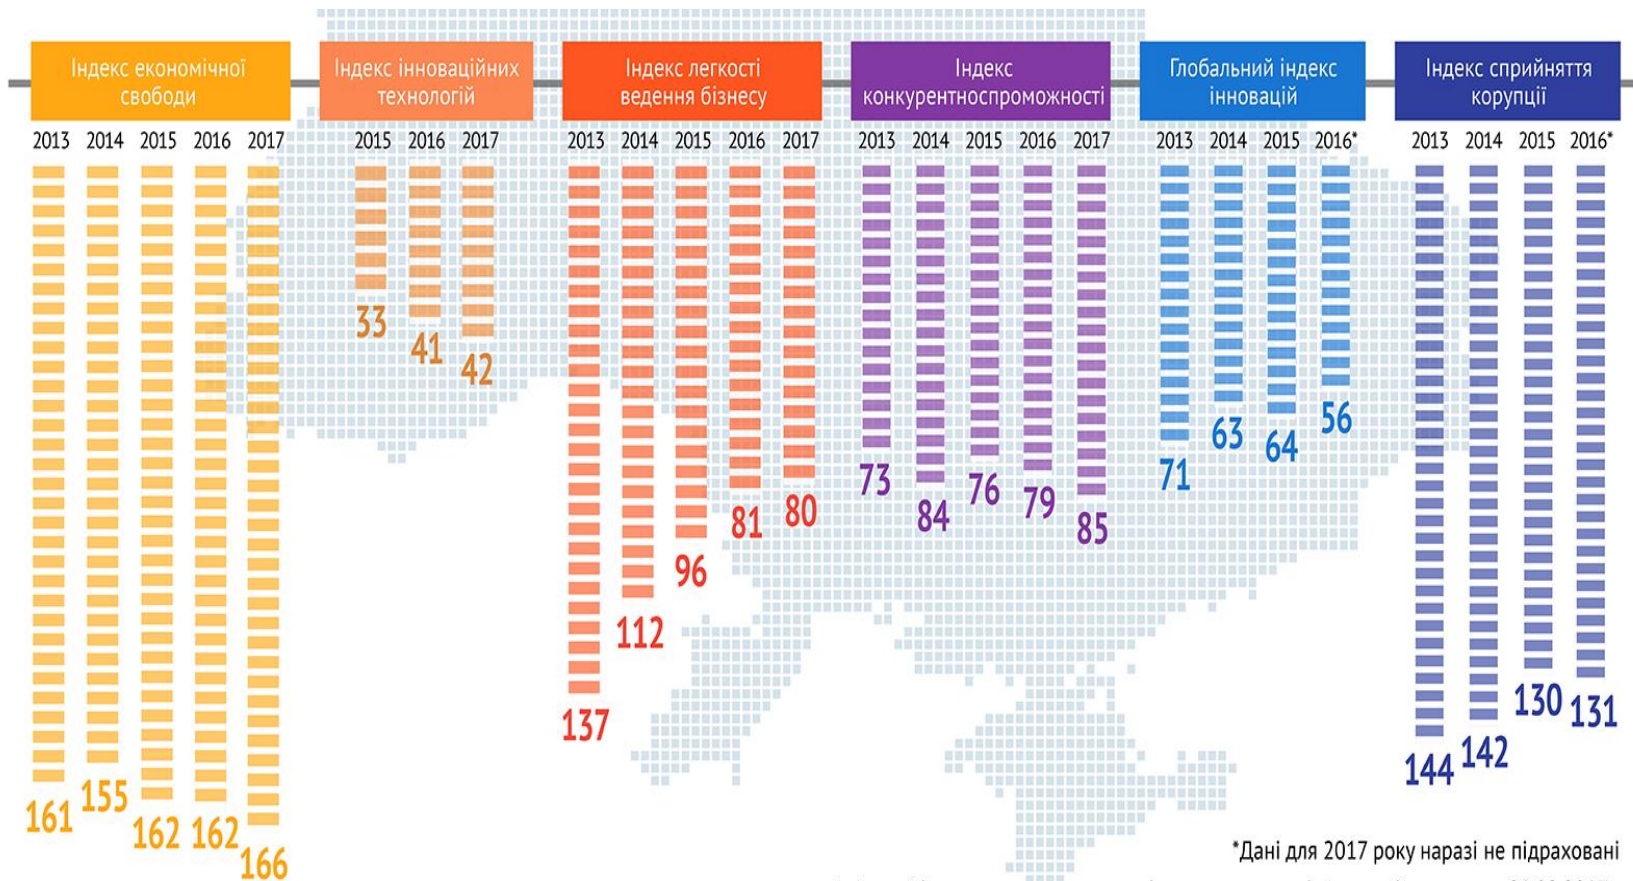 Індекс економічної
свободи
2013 2014 2015 2016 2017
161 155 162 162 166
Індекс інноваційних
технологій
2015 2016 2017
33 41 42
Індекс легкості
ведення бізнесу
2013 2014 2015 2016 2017
137 112 96 81 80
Індекс
конкурентноспроможності
2013 2014 2015 2016 2017
73 84 76 79 85
Глобальний індекс
інновацій
2013 2014 2015 2016*
71 63 64 56
Індекс сприйняття
корупції
2013 2014 2015 2016*
144 142 130 131
*Дані для 2017 року наразі не підраховані